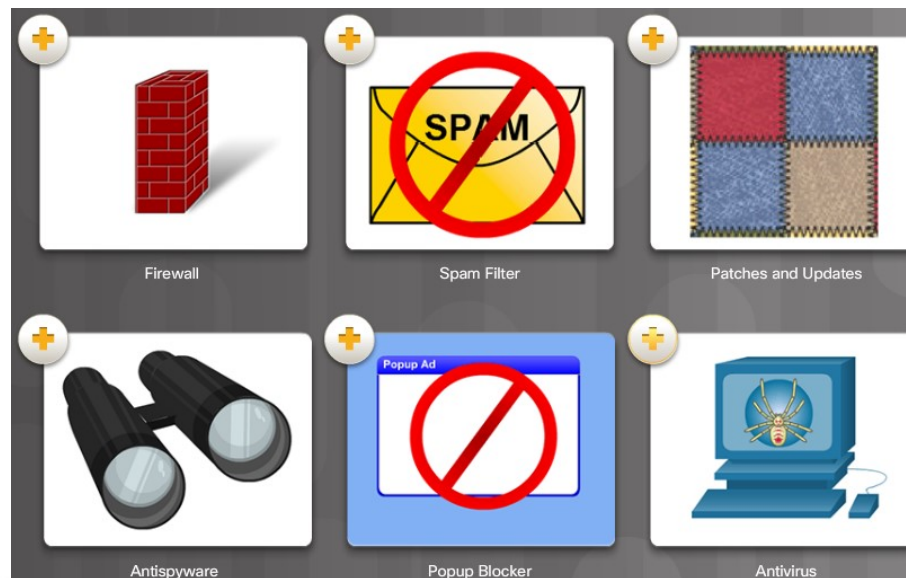 SPAM
Firewall
Spam Filter
Patches and Updates
Popup Ad
Antispyware
Popup Blocker
Antivirus